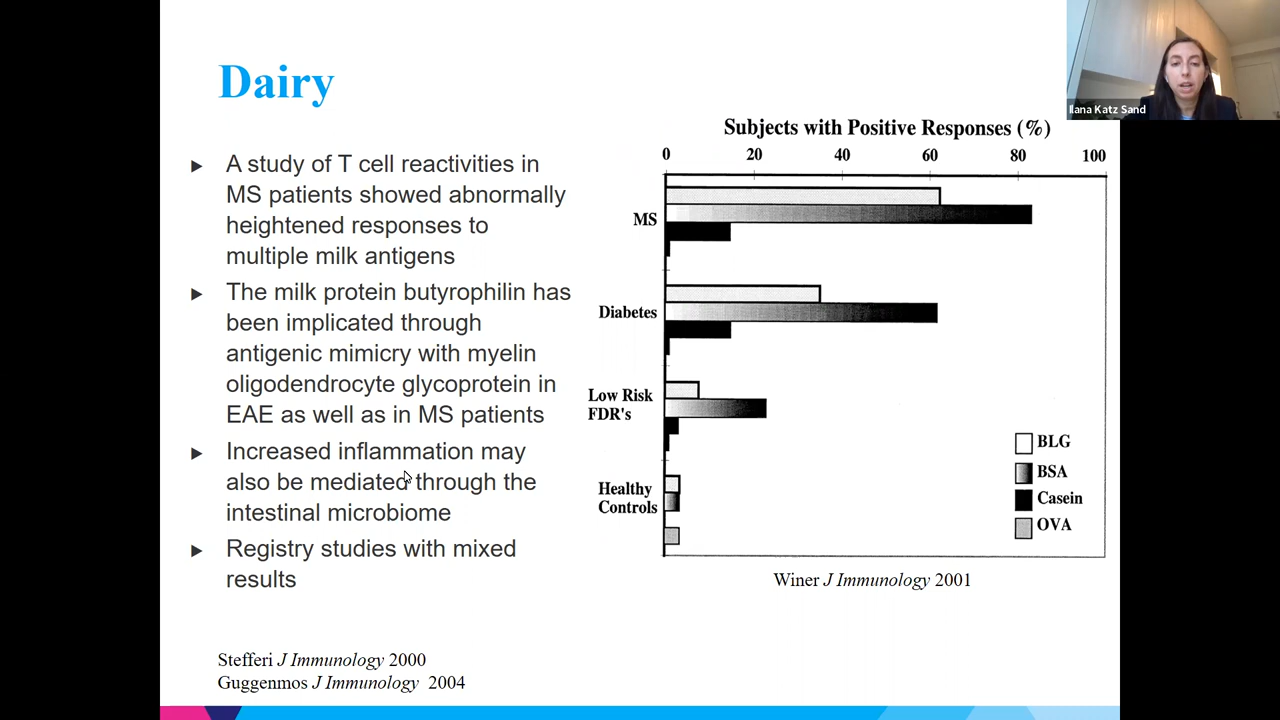 Dairy
A study of T cell reactivities in
MS patients showed abnormally
heightened responses to
multiple milk antigens
The milk protein butyrophilin has
been implicated through
antigenic mimicry with myelin
oligodendrocyte glycoprotein in
EAE as well as in MS patients
Increased inflammation may
also be mediated through the
intestinal microbiome
Registry studies with mixed
results
Stefferi J Immunology 2000
Guggenmos J Immunology 2004
Subjects with Positive Responses (%)
0 20 40 60 80 100
MS
Diabetes
Low Risk
FDR's
Healthy
Controls
BLG
BSA
Casein
OVA
Winer J Immunology 2001
Ilana Katz Sand